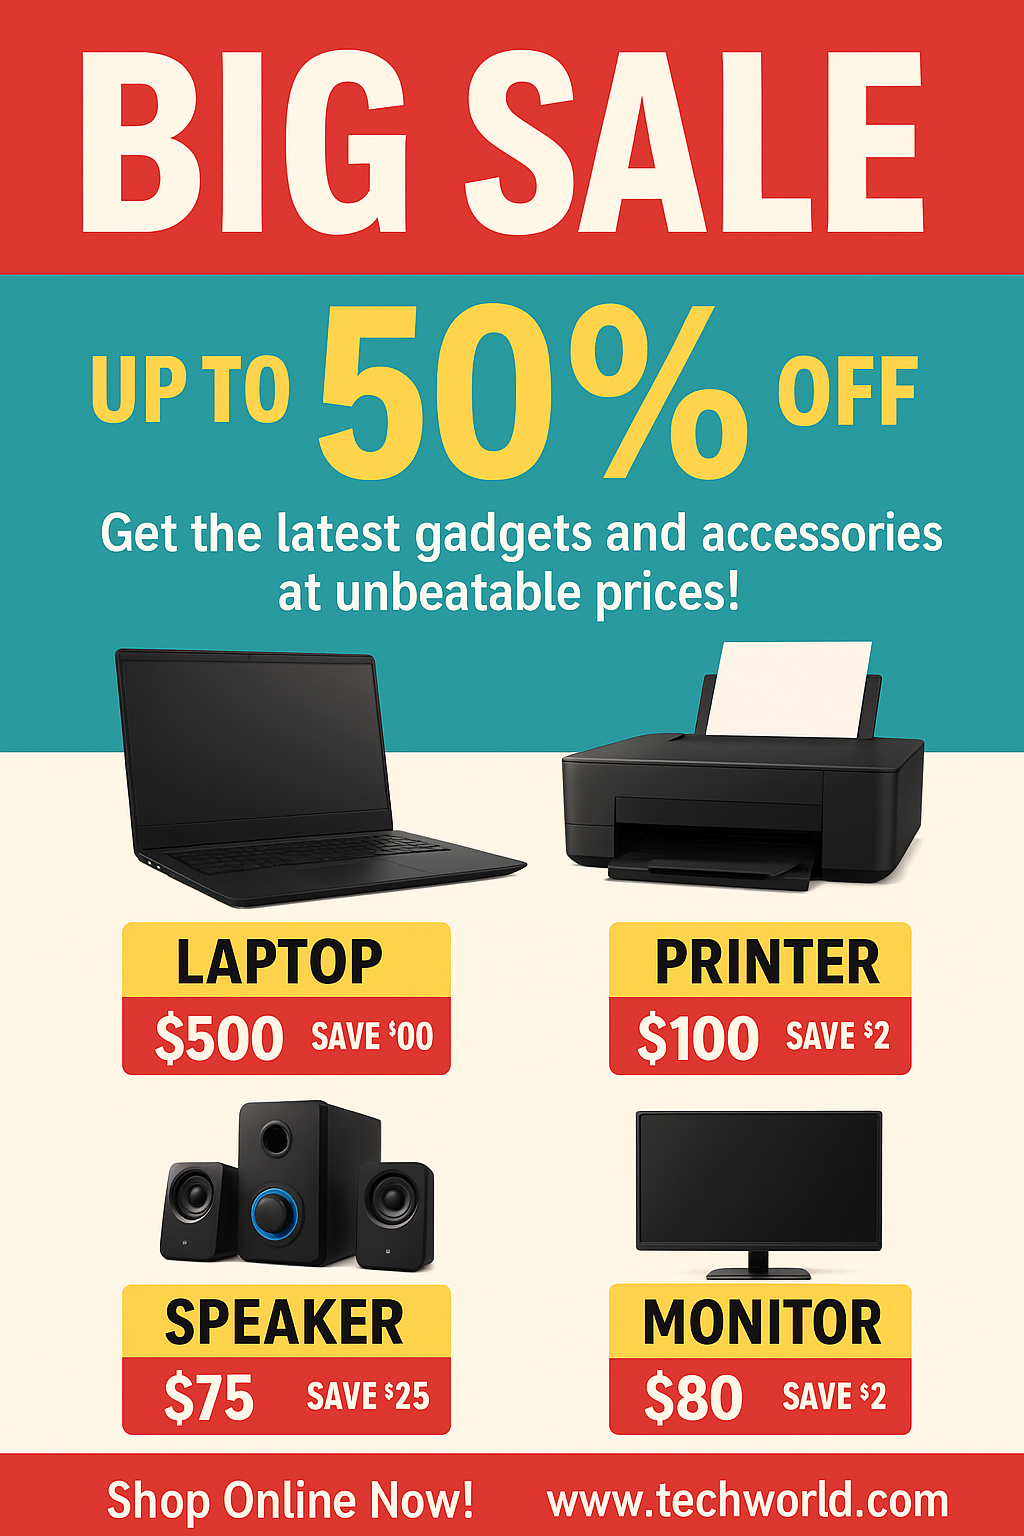 BIG SALE
UP TO 50% OFF
Get the latest gadgets and accessories
at unbeatable prices!
LAPTOP
$500 SAVE $00
PRINTER
$100 SAVE $2
SPEAKER
$75 SAVE $25
MONITOR
$80 SAVE $2
Shop Online Now! www.techworld.com